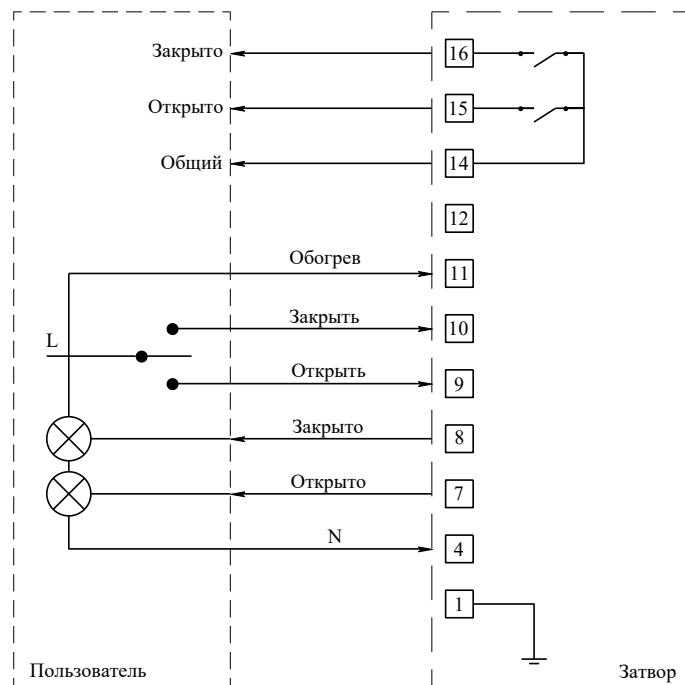 Закрыто 16
Открыто 15
Общий 14
12
Обогрев 11
Закрыть 10
L
Открыть 9
Закрыто 8
Открыто 7
N 4
1
Пользователь Затвор